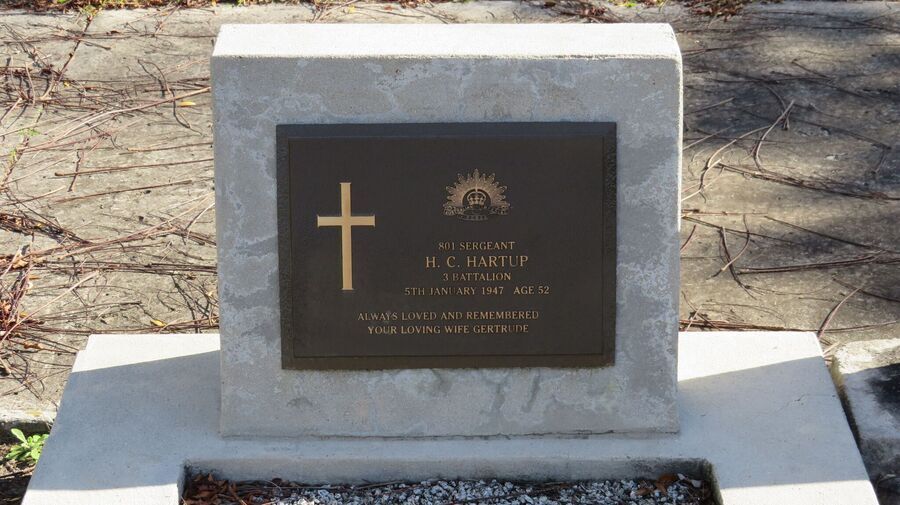 801 SERGEANT
H. C. HARTUP
3 BATTALION
5TH JANUARY 1947 AGE 52
ALWAYS LOVED AND REMEMBERED
YOUR LOVING WIFE GERTRUDE